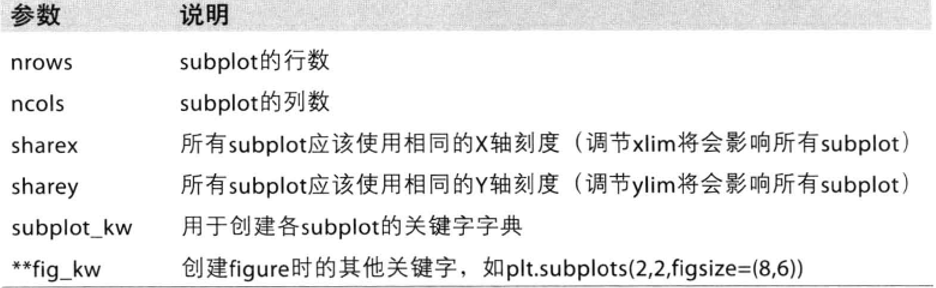 参数 说明
nrows subplot的行数
ncols subplot的列数
sharex 所有subplot应该使用相同的X轴刻度（调节xlim将会影响所有subplot）
sharey 所有subplot应该使用相同的Y轴刻度（调节ylim将会影响所有subplot）
subplot_kw 用于创建各subplot的关键字字典
**fig_kw 创建figure时的其他关键字，如plt.subplots(2,2,figsize=(8,6))